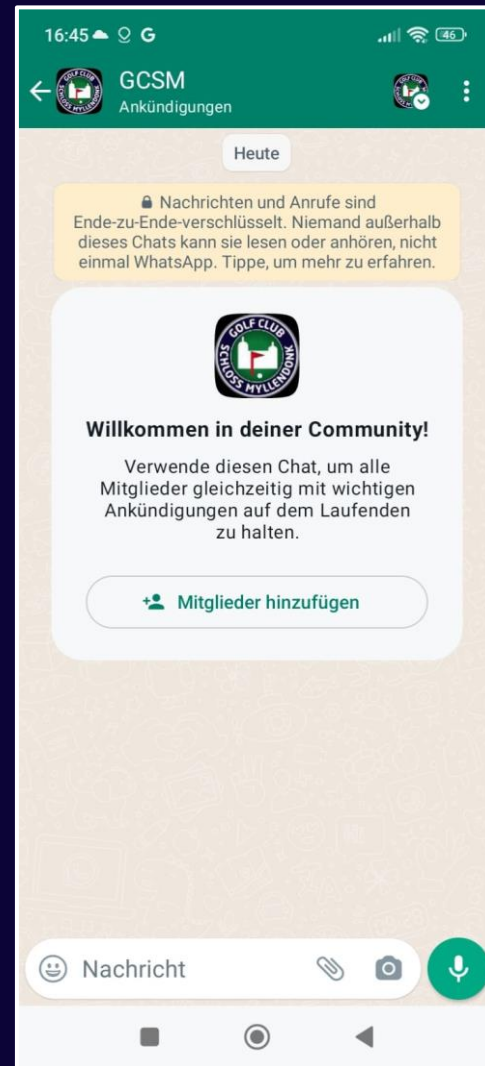 16:45 G 46
GCSM
Ankündigungen
Heute
Nachrichten und Anrufe sind
Ende-zu-Ende-verschlüsselt. Niemand außerhalb
dieses Chats kann sie lesen oder anhören, nicht
einmal WhatsApp. Tippe, um mehr zu erfahren.
GOLF CLUB
SCHLOSS MYLLENDONK
Willkommen in deiner Community!
Verwende diesen Chat, um alle
Mitglieder gleichzeitig mit wichtigen
Ankündigungen auf dem Laufenden
zu halten.
Mitglieder hinzufügen
Nachricht